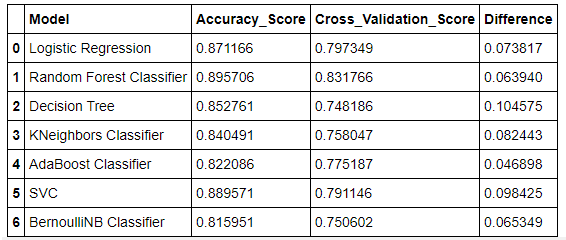 Model Accuracy_Score Cross_Validation_Score Difference
0 Logistic Regression 0.871166 0.797349 0.073817
1 Random Forest Classifier 0.895706 0.831766 0.063940
2 Decision Tree 0.852761 0.748186 0.104575
3 KNeighbors Classifier 0.840491 0.758047 0.082443
4 AdaBoost Classifier 0.822086 0.775187 0.046898
5 SVC 0.889571 0.791146 0.098425
6 BernoulliNB Classifier 0.815951 0.750602 0.065349